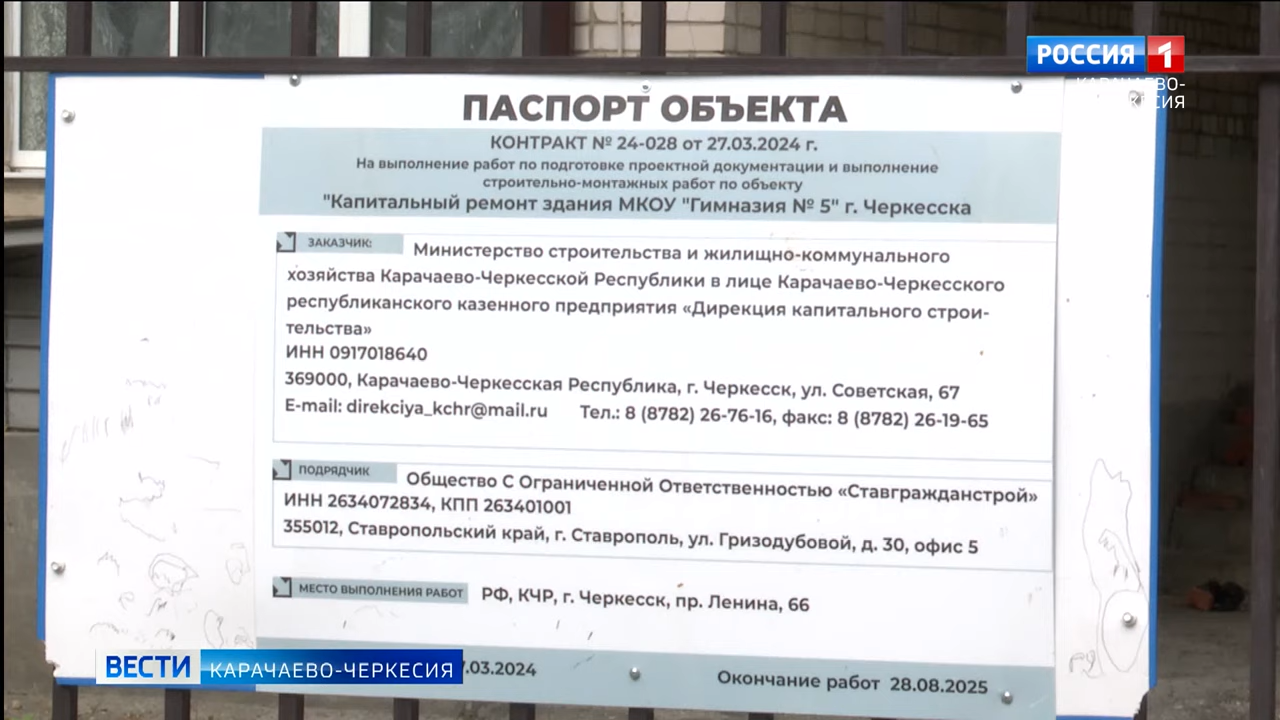 РОССИЯ 1
КАРАЧАЕВО-
ПАСПОРТ ОБЪЕКТА
КОНТРАКТ № 24-028 от 27.03.2024 г.
На выполнение работ по подготовке проектной документации и выполнение
строительно-монтажных работ по объекту
"Капитальный ремонт здания МКОУ "Гимназия № 5" г. Черкесска
ЗАКАЗЧИК: Министерство строительства и жилищно-коммунального
хозяйства Карачаево-Черкесской Республики в лице Карачаево-Черкесского
республиканского казенного предприятия «Дирекция капитального строи-
тельства»
ИНН 0917018640
369000, Карачаево-Черкесская Республика, г. Черкесск, ул. Советская, 67
E-mail: direkciya_kchr@mail.ru Тел.: 8 (8782) 26-76-16, факс: 8 (8782) 26-19-65
ПОДРЯДЧИК Общество С Ограниченной Ответственностью «Ставгражданстрой»
ИНН 2634072834, КПП 263401001
355012, Ставропольский край, г. Ставрополь, ул. Гризодубовой, д. 30, офис 5
МЕСТО ВЫПОЛНЕНИЯ РАБОТ РФ, КЧР, г. Черкесск, пр. Ленина, 66
.03.2024 Окончание работ 28.08.2025
ВЕСТИ КАРАЧАЕВО-ЧЕРКЕСИЯ